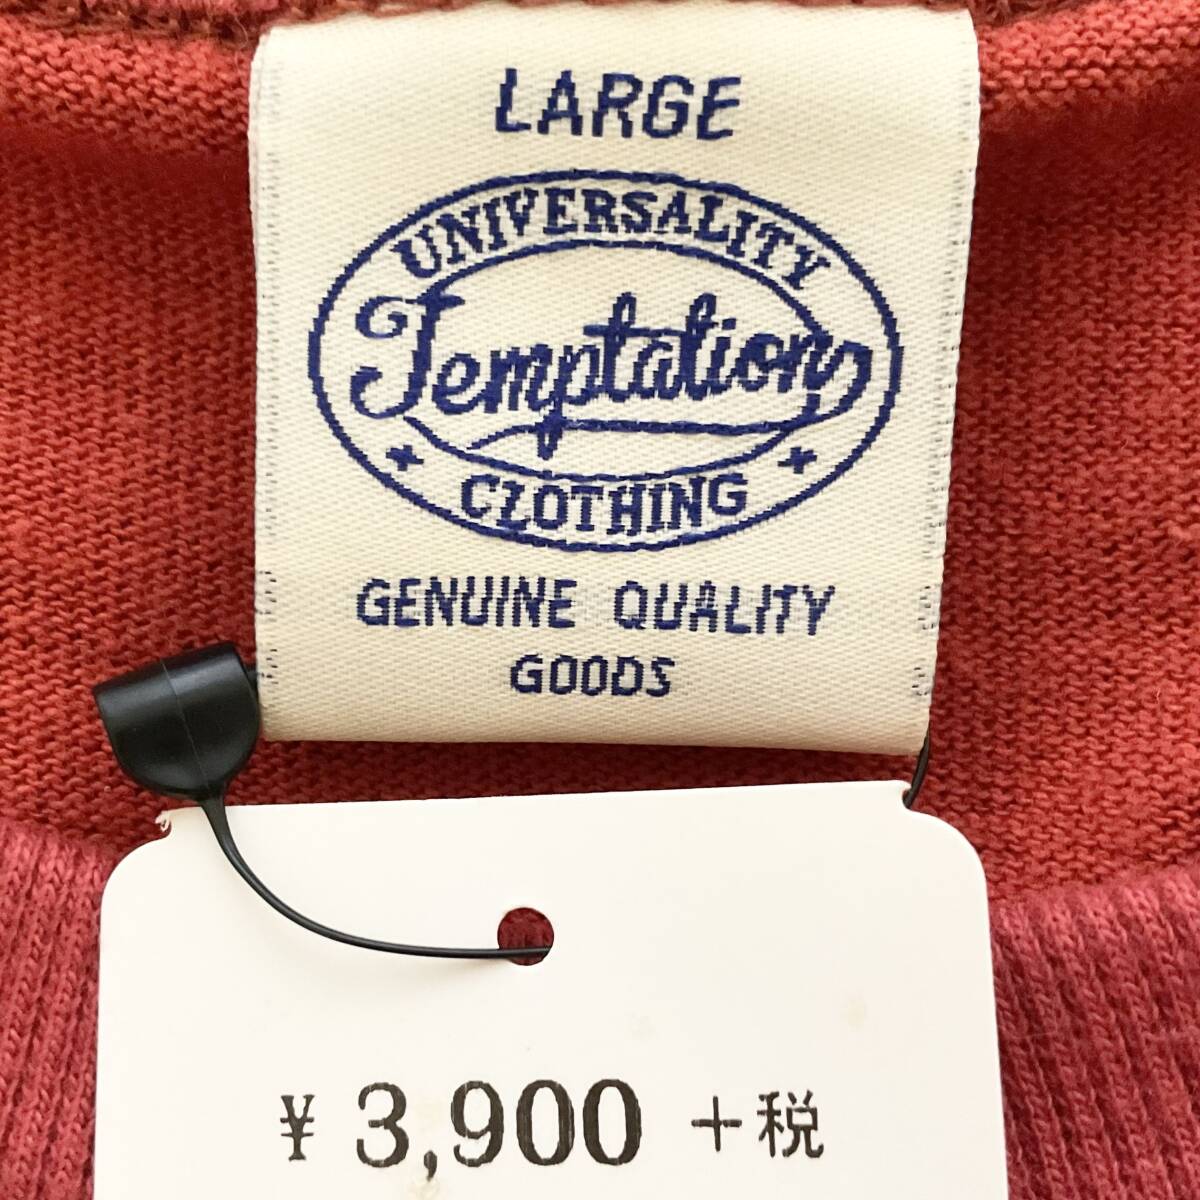 LARGE
UNIVERSALITY
Temptation
CLOTHING
GENUINE QUALITY
GOODS
¥ 3,900 +税